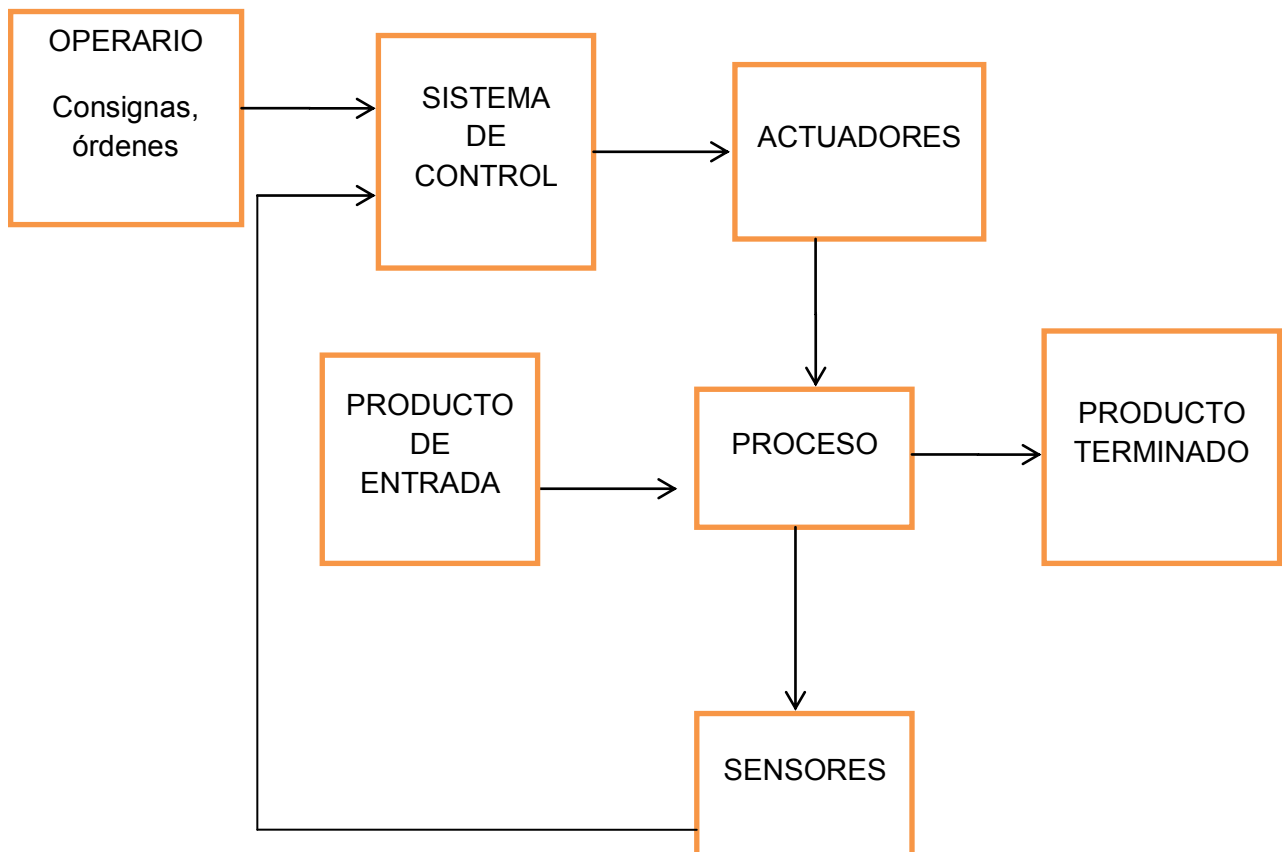 OPERARIO
Consignas,
órdenes
SISTEMA
DE
CONTROL
ACTUADORES
PRODUCTO
DE
ENTRADA
PROCESO
PRODUCTO
TERMINADO
SENSORES